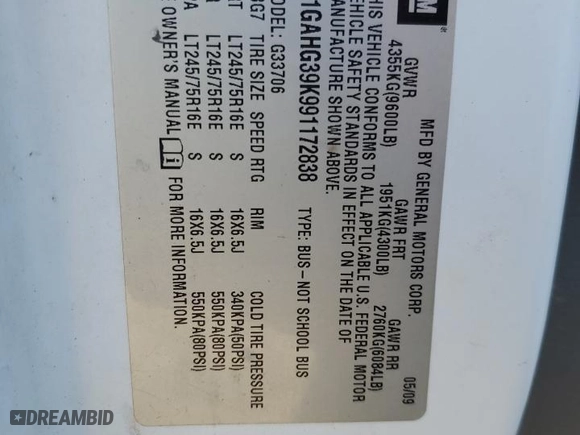 GM
MFD BY GENERAL MOTORS CORP. 05/09
GVWR GAWR FRT GAWR RR
4355KG(9600LB) 1951KG(4300LB) 2760KG(6084LB)
THIS VEHICLE CONFORMS TO ALL APPLICABLE U.S. FEDERAL MOTOR
VEHICLE SAFETY STANDARDS IN EFFECT ON THE DATE OF
MANUFACTURE SHOWN ABOVE.
1GAHG39K991172838 TYPE: BUS–NOT SCHOOL BUS
MODEL: G33706
TIRE SIZE SPEED RTG RIM COLD TIRE PRESSURE
LT245/75R16E S 16X6.5J 340KPA(50PSI)
LT245/75R16E S 16X6.5J 550KPA(80PSI)
LT245/75R16E S 16X6.5J 550KPA(80PSI)
OWNER'S MANUAL i FOR MORE INFORMATION.
DREAMBID